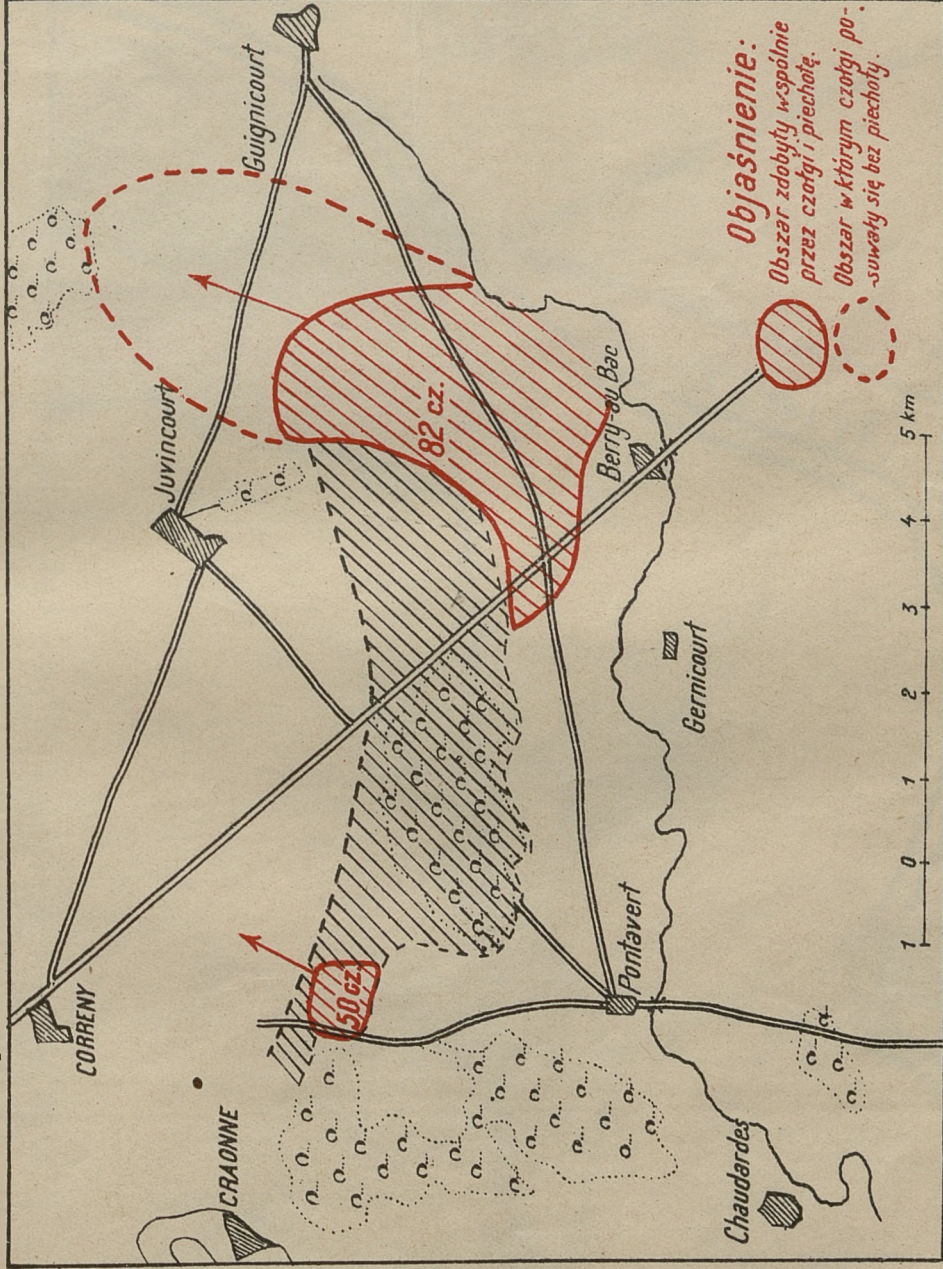 CORRENY
Juvincourt
Guignicourt
CRAONNE
50 cz.
82 cz.
Pontavert
Berry-au Bac
Gernicourt
Chaudardes
Objaśnienie:
Obszar zdobyty wspólnie
przez czołgi i piechotę.
Obszar w którym czołgi po-
-suwały się bez piechoty.
1 0 1 2 3 4 5 km